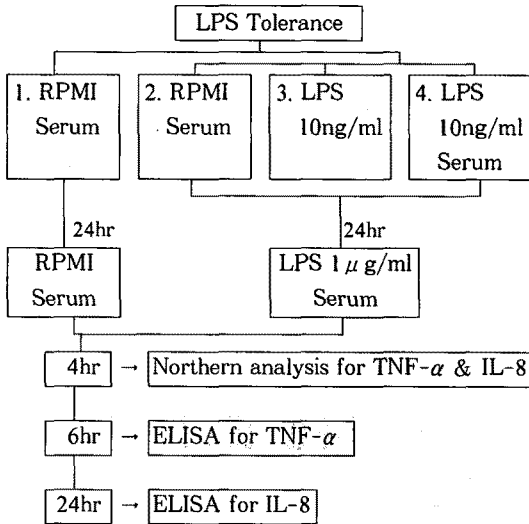 LPS Tolerance
1. RPMI
Serum
2. RPMI
Serum
3. LPS
10ng/ml
4. LPS
10ng/ml
Serum
24hr
24hr
RPMI
Serum
LPS 1 μg/ml
Serum
4hr → Northern analysis for TNF-α & IL-8
6hr → ELISA for TNF-α
24hr → ELISA for IL-8